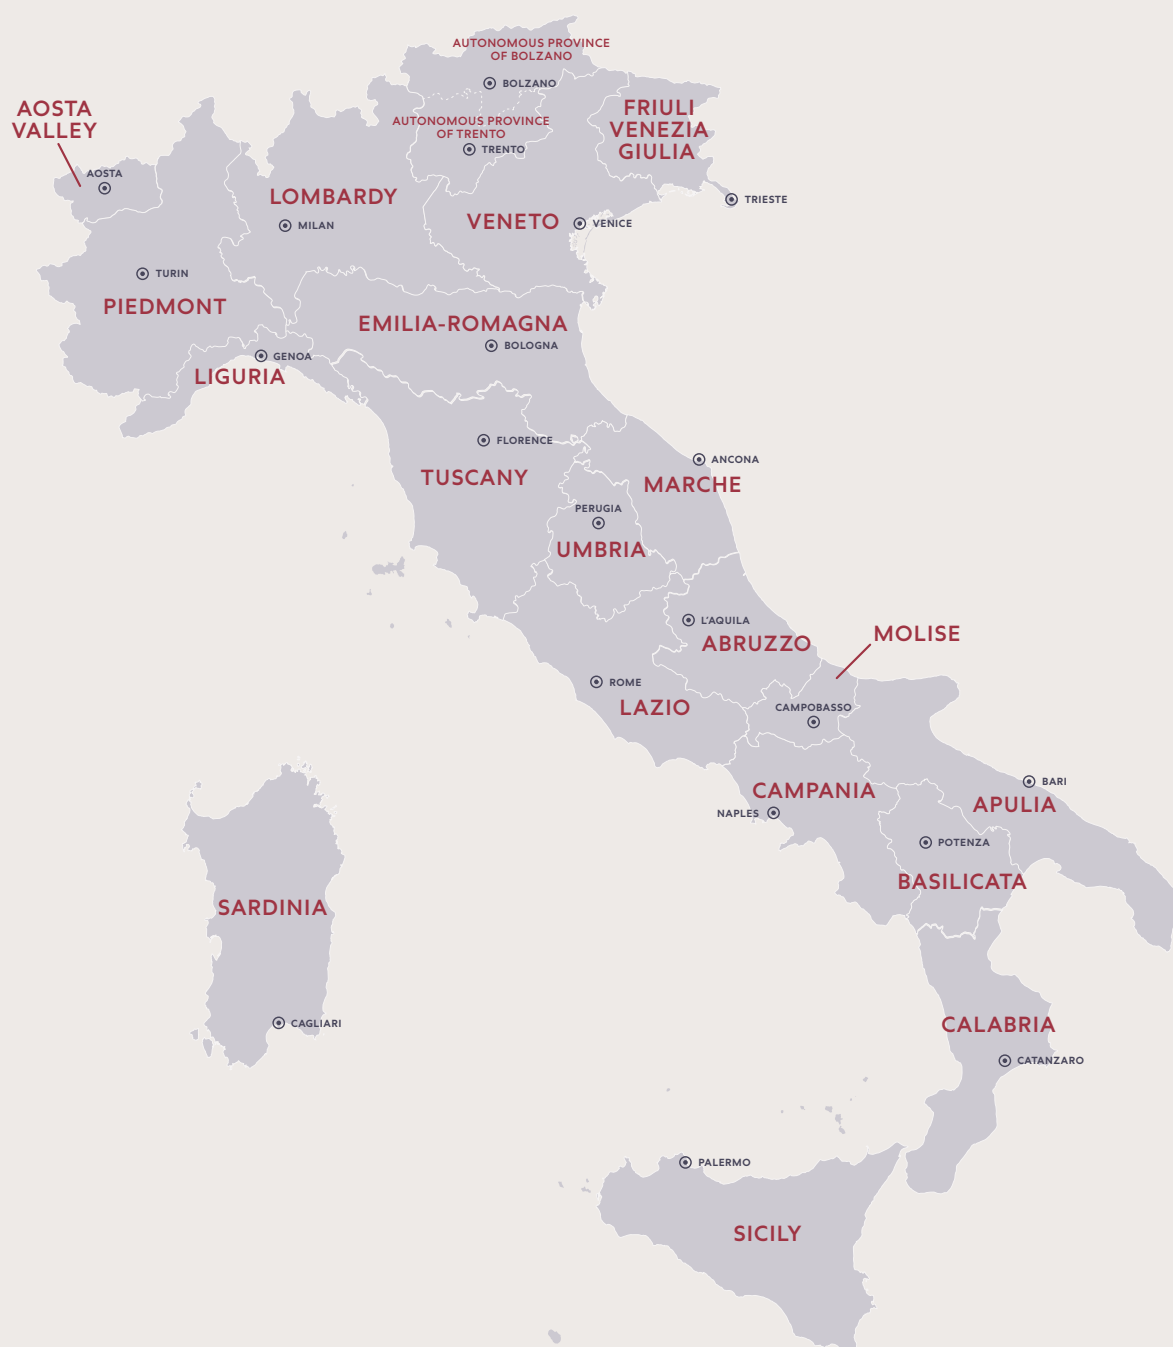 AUTONOMOUS PROVINCE
OF BOLZANO
BOLZANO
AOSTA
VALLEY
FRIULI
VENEZIA
GIULIA
AUTONOMOUS PROVINCE
OF TRENTO
TRENTO
AOSTA
LOMBARDY
TRIESTE
MILAN
VENETO
VENICE
TURIN
PIEDMONT
EMILIA-ROMAGNA
BOLOGNA
GENOA
LIGURIA
FLORENCE
ANCONA
TUSCANY
MARCHE
PERUGIA
UMBRIA
L'AQUILA
MOLISE
ABRUZZO
ROME
LAZIO
CAMPOBASSO
BARI
CAMPANIA
APULIA
NAPLES
POTENZA
BASILICATA
SARDINIA
CAGLIARI
CALABRIA
CATANZARO
PALERMO
SICILY